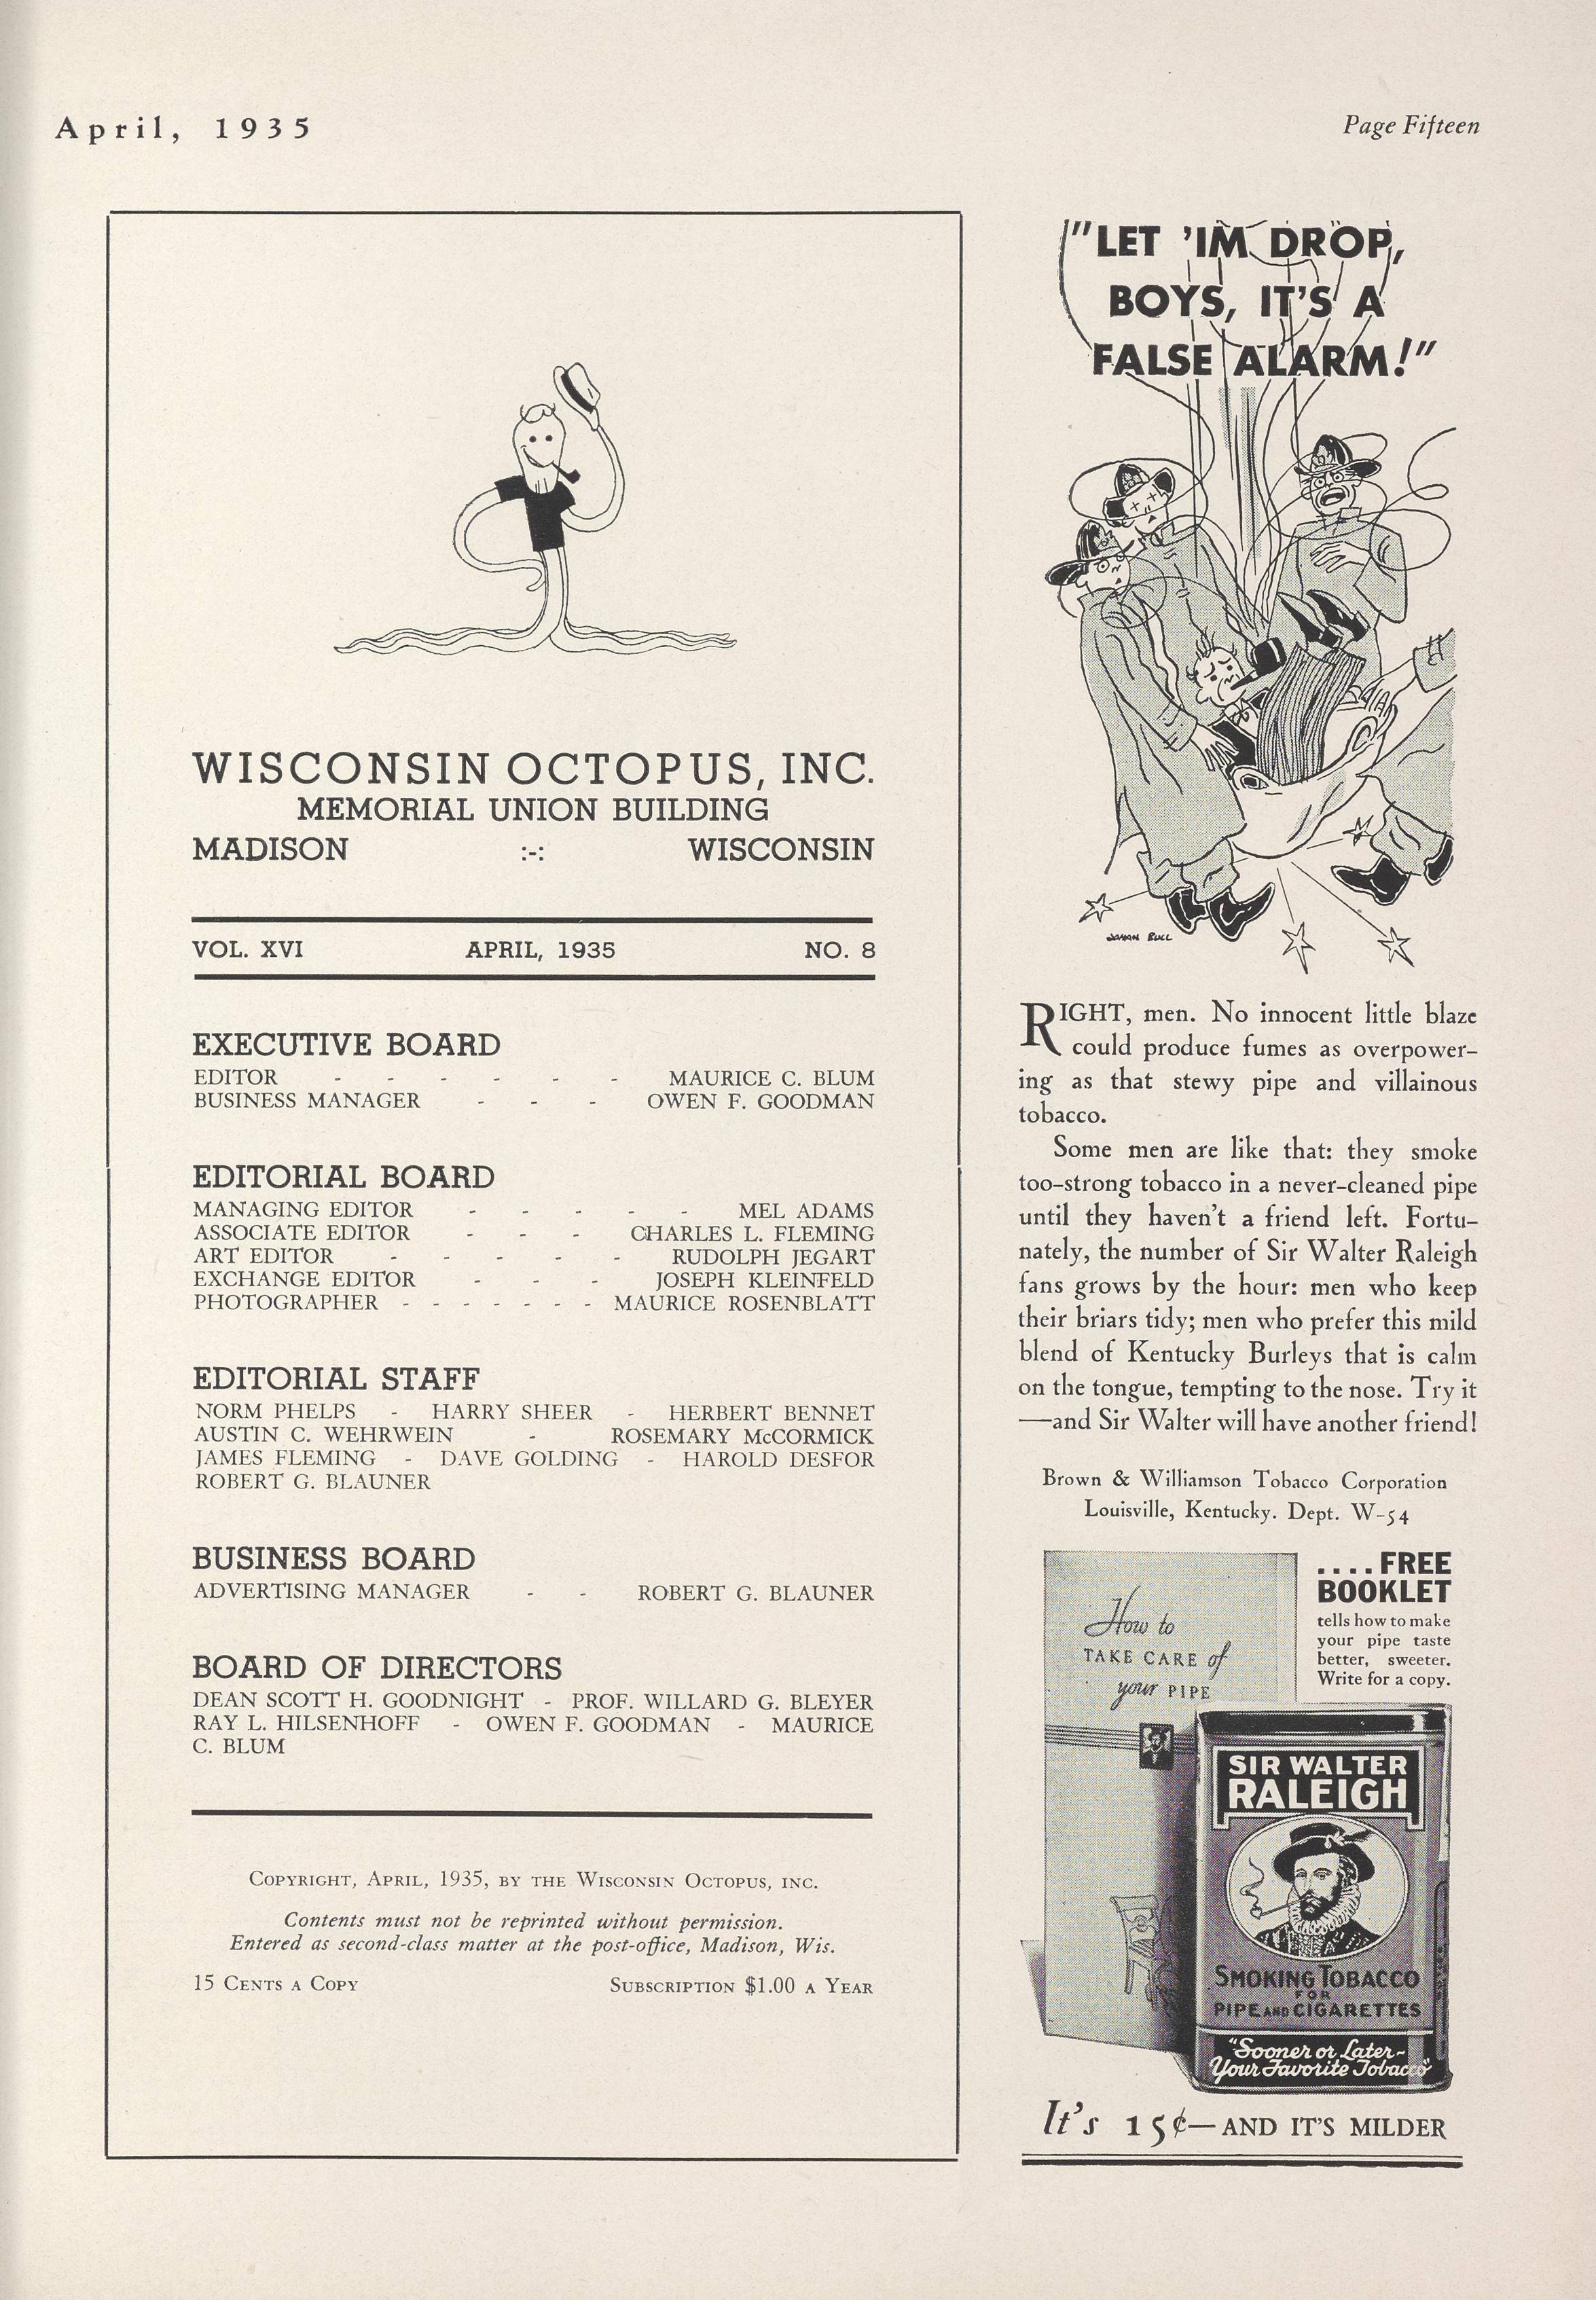 April, 1935
Page Fifteen
WISCONSIN OCTOPUS, INC.
MEMORIAL UNION BUILDING
MADISON :-: WISCONSIN
VOL. XVI APRIL, 1935 NO. 8
EXECUTIVE BOARD
EDITOR - - - - - - MAURICE C. BLUM
BUSINESS MANAGER - - - OWEN F. GOODMAN
EDITORIAL BOARD
MANAGING EDITOR - - - - - MEL ADAMS
ASSOCIATE EDITOR - - - CHARLES L. FLEMING
ART EDITOR - - - - - RUDOLPH JEGART
EXCHANGE EDITOR - - - JOSEPH KLEINFELD
PHOTOGRAPHER - - - - - - - MAURICE ROSENBLATT
EDITORIAL STAFF
NORM PHELPS - HARRY SHEER - HERBERT BENNET
AUSTIN C. WEHRWEIN - ROSEMARY McCORMICK
JAMES FLEMING - DAVE GOLDING - HAROLD DESFOR
ROBERT G. BLAUNER
BUSINESS BOARD
ADVERTISING MANAGER - - ROBERT G. BLAUNER
BOARD OF DIRECTORS
DEAN SCOTT H. GOODNIGHT - PROF. WILLARD G. BLEYER
RAY L. HILSENHOFF - OWEN F. GOODMAN - MAURICE
C. BLUM
COPYRIGHT, APRIL, 1935, BY THE WISCONSIN OCTOPUS, INC.
Contents must not be reprinted without permission.
Entered as second-class matter at the post-office, Madison, Wis.
15 CENTS A COPY SUBSCRIPTION $1.00 A YEAR
"LET 'IM DROP,
BOYS, IT'S A
FALSE ALARM!"
RIGHT, men. No innocent little blaze
could produce fumes as overpower-
ing as that stewy pipe and villainous
tobacco.
Some men are like that: they smoke
too-strong tobacco in a never-cleaned pipe
until they haven't a friend left. Fortu-
nately, the number of Sir Walter Raleigh
fans grows by the hour: men who keep
their briars tidy; men who prefer this mild
blend of Kentucky Burleys that is calm
on the tongue, tempting to the nose. Try it
—and Sir Walter will have another friend!
Brown & Williamson Tobacco Corporation
Louisville, Kentucky. Dept. W-54
How to
TAKE CARE of
your PIPE
....FREE
BOOKLET
tells how to make
your pipe taste
better, sweeter.
Write for a copy.
SIR WALTER
RALEIGH
SMOKING TOBACCO
FOR
PIPE AND CIGARETTES
"Sooner or Later~
Your Favorite Tobacco"
It's 15¢—AND IT'S MILDER